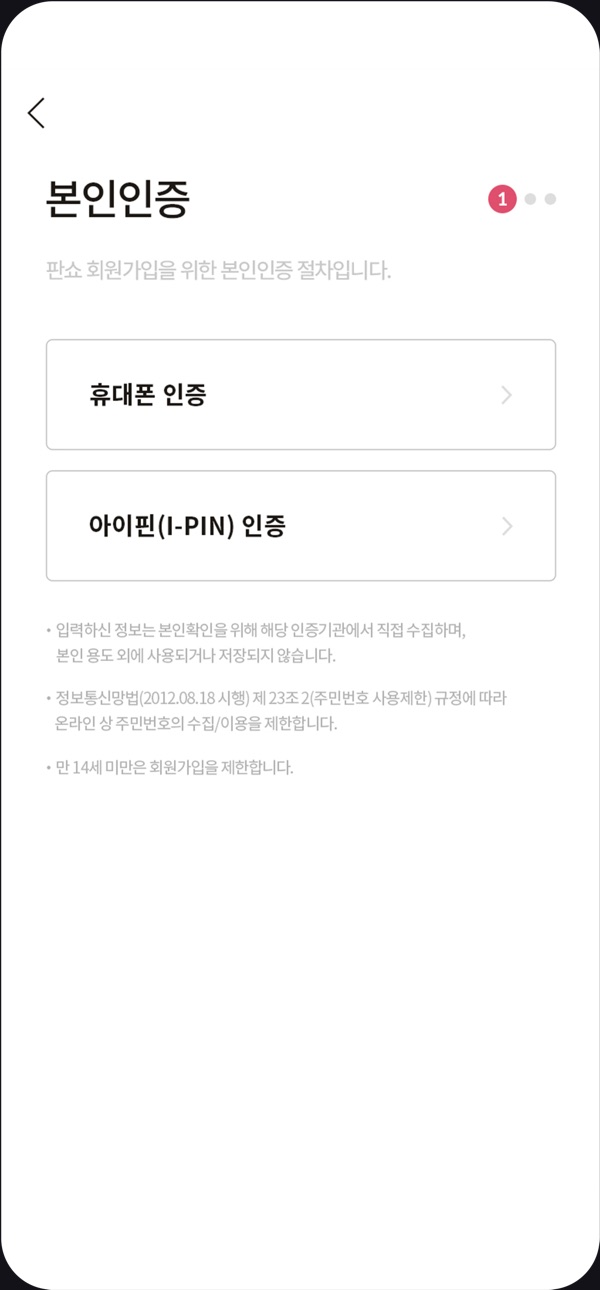 본인인증
1
판쇼 회원가입을 위한 본인인증 절차입니다.
휴대폰 인증
아이핀(I-PIN) 인증
• 입력하신 정보는 본인확인을 위해 해당 인증기관에서 직접 수집하며,
본인 용도 외에 사용되거나 저장되지 않습니다.
• 정보통신망법(2012.08.18 시행) 제 23조 2(주민번호 사용제한) 규정에 따라
온라인 상 주민번호의 수집/이용을 제한합니다.
• 만 14세 미만은 회원가입을 제한합니다.